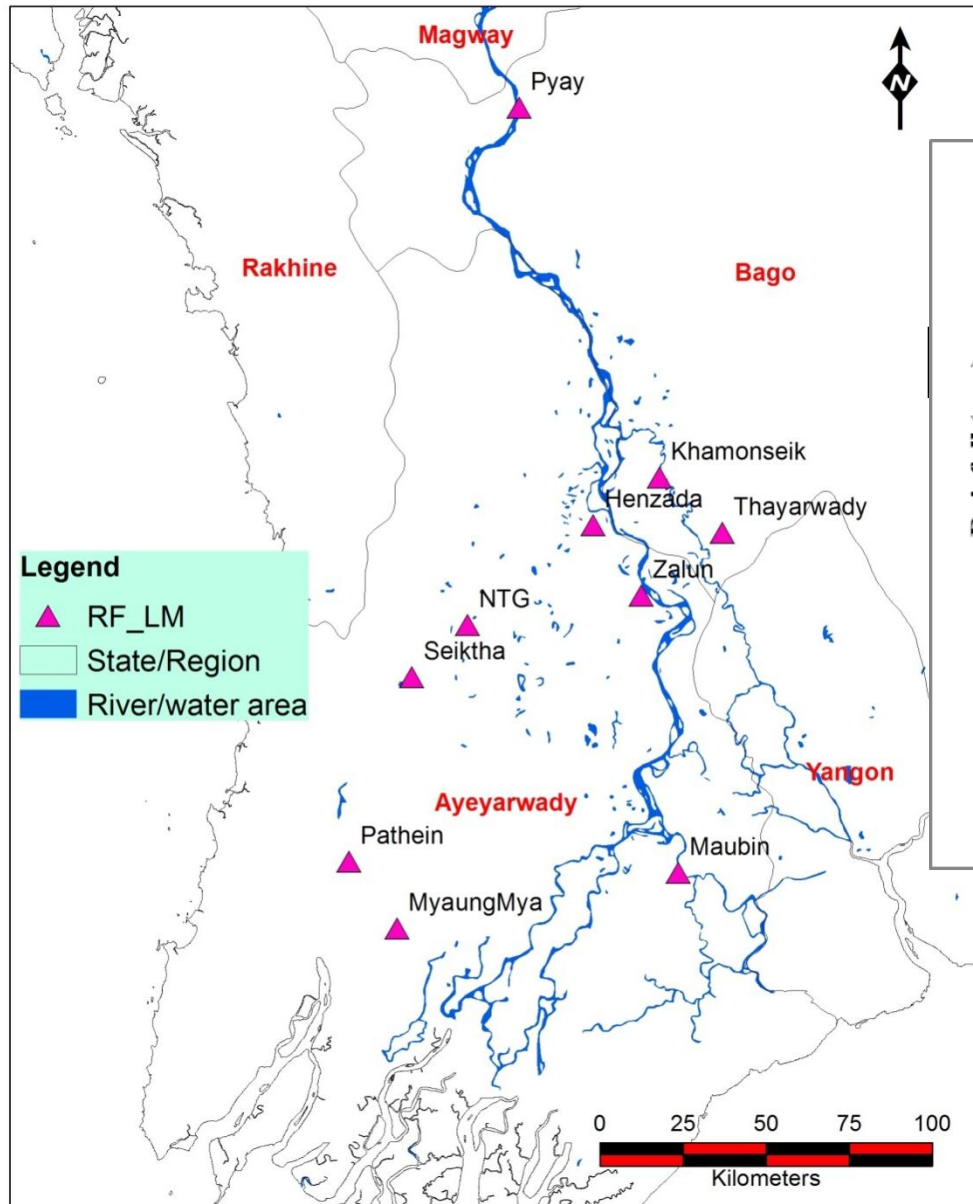 Magway
Pyay
N
Rakhine
Bago
Khamonseik
Henzada
Thayarwady
Zalun
Legend
RF_LM
State/Region
River/water area
NTG
Seiktha
Yangon
Ayeyarwady
Pathein
Maubin
MyaungMya
0 25 50 75 100
Kilometers